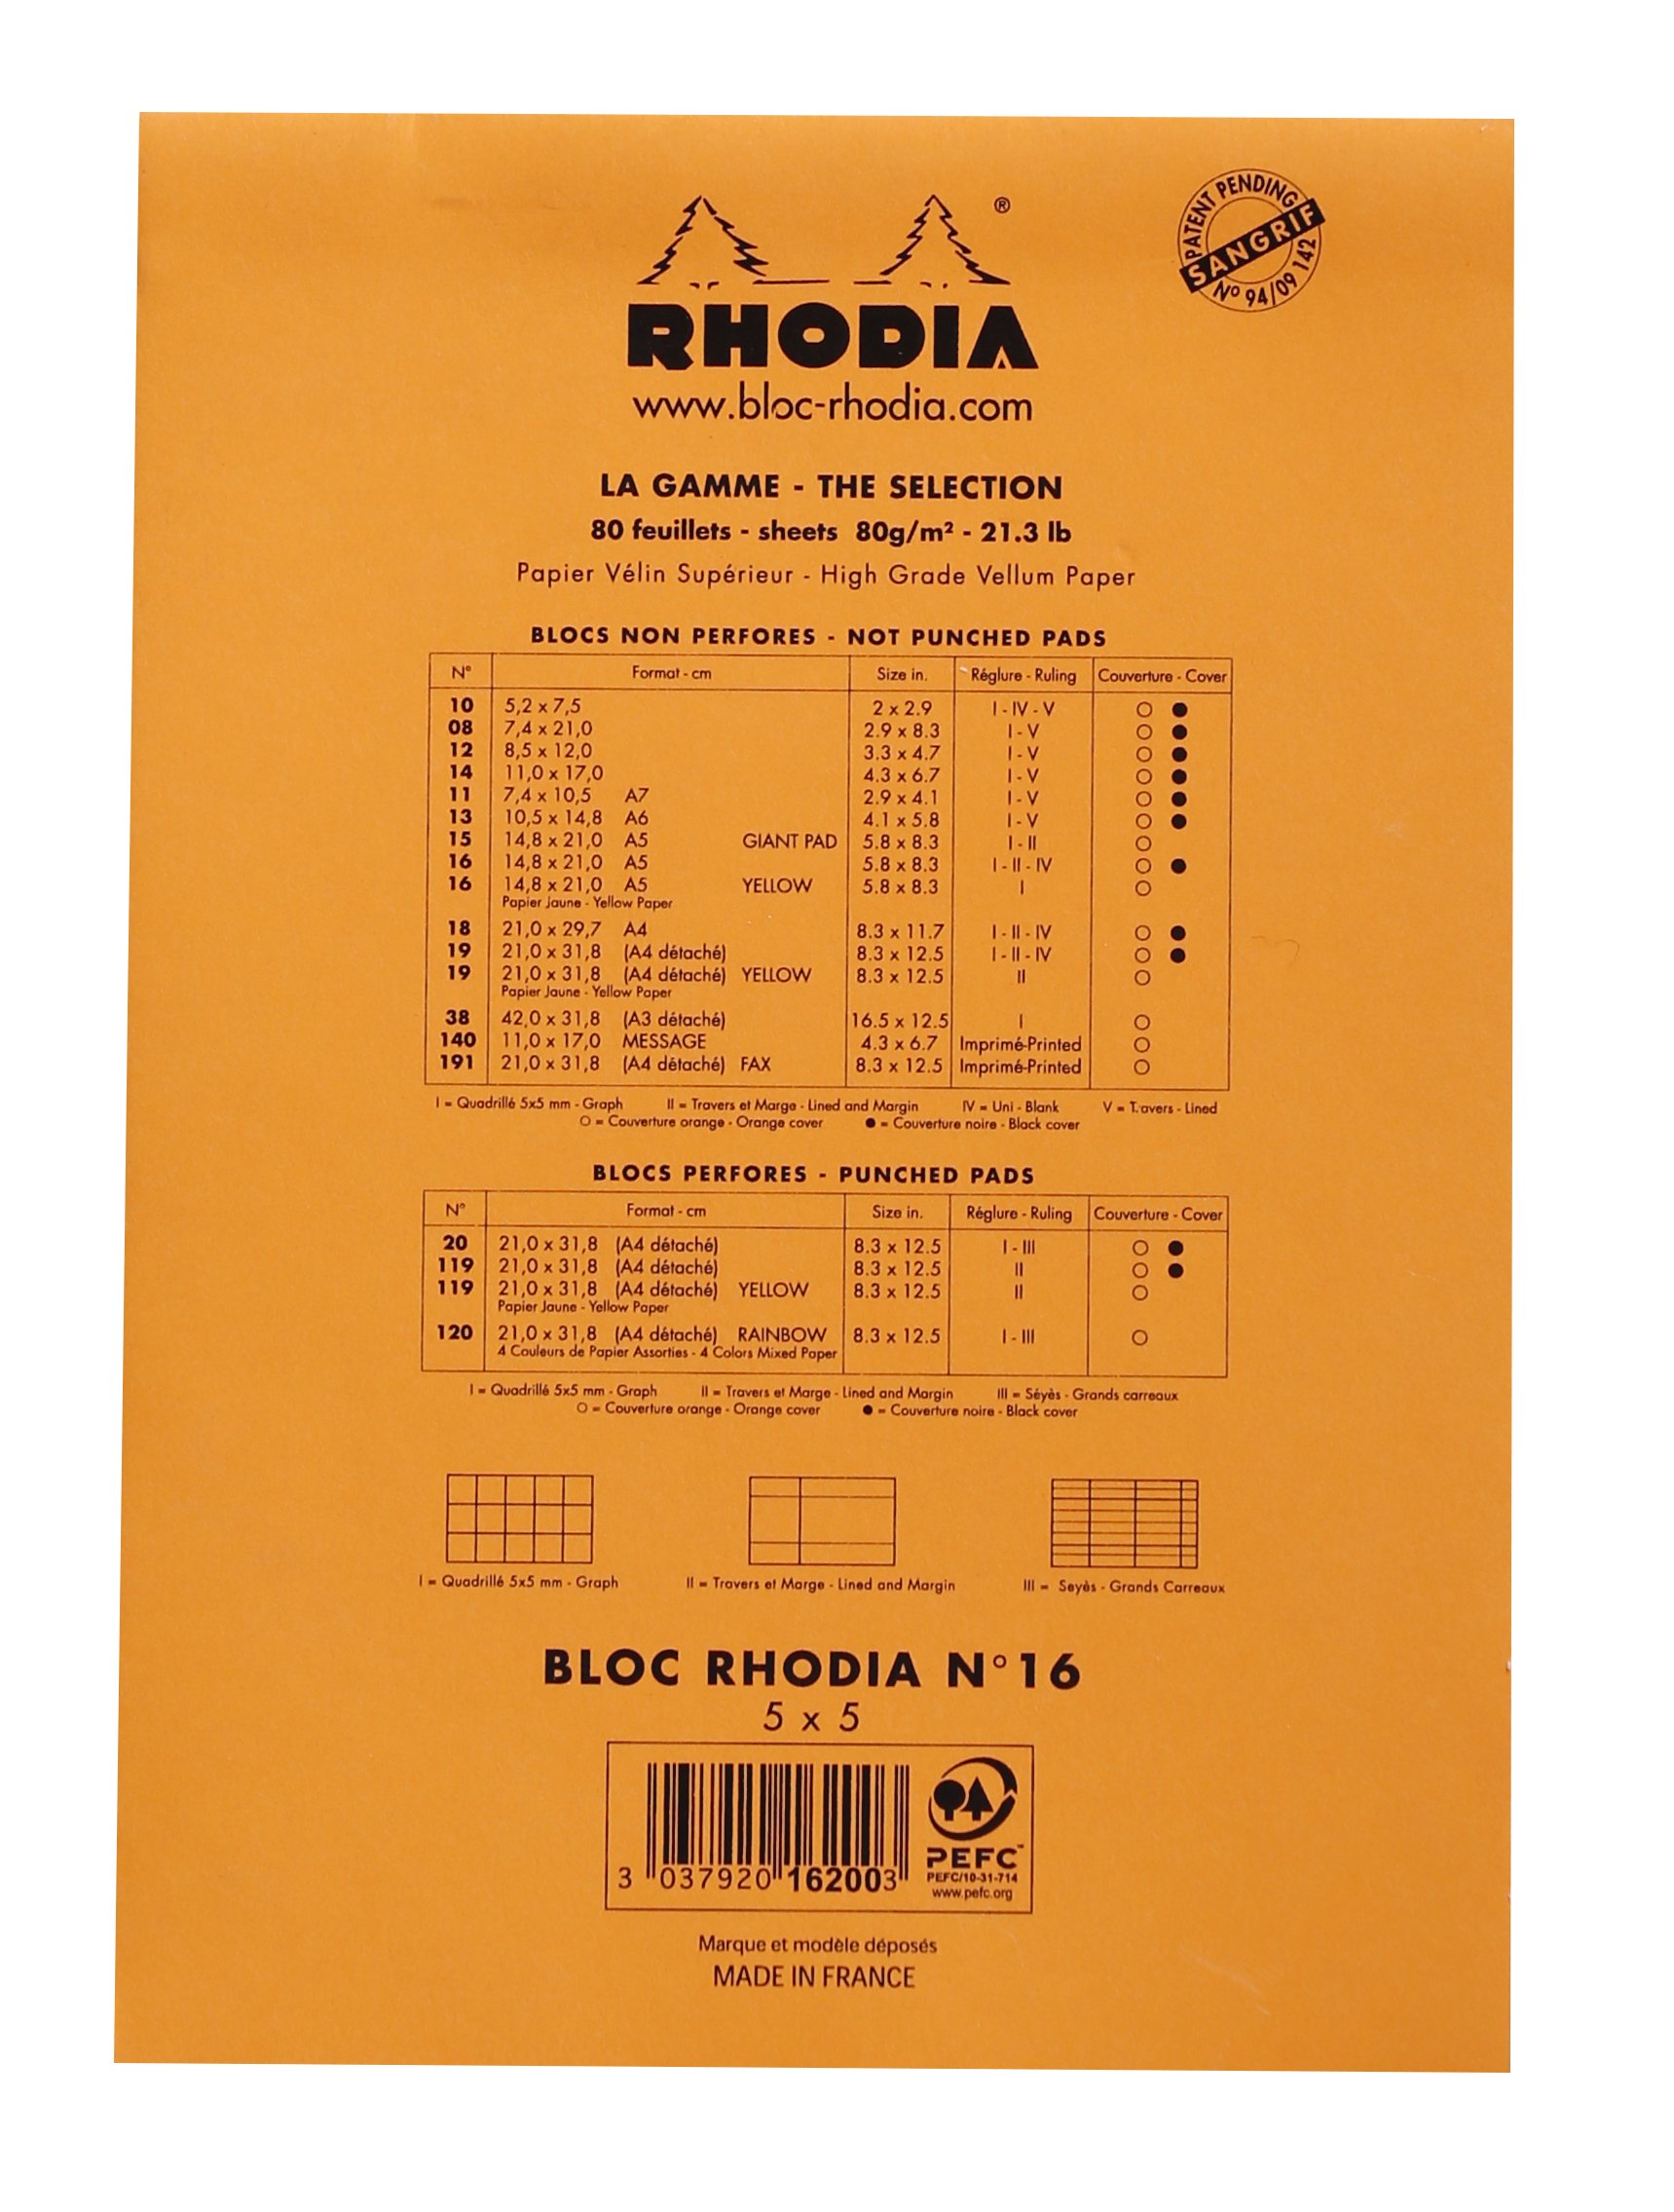 PATENT PENDING
SANGRIF
N° 94/09 142
®
RHODIA
www.bloc-rhodia.com
LA GAMME - THE SELECTION
80 feuillets - sheets 80g/m² - 21.3 lb
Papier Vélin Supérieur - High Grade Vellum Paper
BLOCS NON PERFORES - NOT PUNCHED PADS
N° Format - cm Size in. Réglure - Ruling Couverture - Cover
10 5,2 x 7,5 2 x 2.9 I - IV - V ○ ●
08 7,4 x 21,0 2.9 x 8.3 I - V ○ ●
12 8,5 x 12,0 3.3 x 4.7 I - V ○ ●
14 11,0 x 17,0 4.3 x 6.7 I - V ○ ●
11 7,4 x 10,5 A7 2.9 x 4.1 I - V ○ ●
13 10,5 x 14,8 A6 4.1 x 5.8 I - V ○ ●
15 14,8 x 21,0 A5 GIANT PAD 5.8 x 8.3 I - II ○
16 14,8 x 21,0 A5 5.8 x 8.3 I - II - IV ○ ●
16 14,8 x 21,0 A5 YELLOW 5.8 x 8.3 I ○
Papier Jaune - Yellow Paper
18 21,0 x 29,7 A4 8.3 x 11.7 I - II - IV ○ ●
19 21,0 x 31,8 (A4 détaché) 8.3 x 12.5 I - II - IV ○ ●
19 21,0 x 31,8 (A4 détaché) YELLOW 8.3 x 12.5 II ○
Papier Jaune - Yellow Paper
38 42,0 x 31,8 (A3 détaché) 16.5 x 12.5 I ○
140 11,0 x 17,0 MESSAGE 4.3 x 6.7 Imprimé-Printed ○
191 21,0 x 31,8 (A4 détaché) FAX 8.3 x 12.5 Imprimé-Printed ○
I = Quadrillé 5x5 mm - Graph II = Travers et Marge - Lined and Margin IV = Uni - Blank V = Travers - Lined
○ = Couverture orange - Orange cover ● = Couverture noire - Black cover
BLOCS PERFORES - PUNCHED PADS
N° Format - cm Size in. Réglure - Ruling Couverture - Cover
20 21,0 x 31,8 (A4 détaché) 8.3 x 12.5 I - III ○ ●
119 21,0 x 31,8 (A4 détaché) 8.3 x 12.5 II ○ ●
119 21,0 x 31,8 (A4 détaché) YELLOW 8.3 x 12.5 II ○
Papier Jaune - Yellow Paper
120 21,0 x 31,8 (A4 détaché) RAINBOW 8.3 x 12.5 I - III ○
4 Couleurs de Papier Assorties - 4 Colors Mixed Paper
I = Quadrillé 5x5 mm - Graph II = Travers et Marge - Lined and Margin III = Séyès - Grands carreaux
○ = Couverture orange - Orange cover ● = Couverture noire - Black cover
I = Quadrillé 5x5 mm - Graph II = Travers et Marge - Lined and Margin III = Seyès - Grands Carreaux
BLOC RHODIA N° 16
5 x 5
3 037920 162003
PEFC™
PEFC/10-31-714
www.pefc.org
Marque et modèle déposés
MADE IN FRANCE